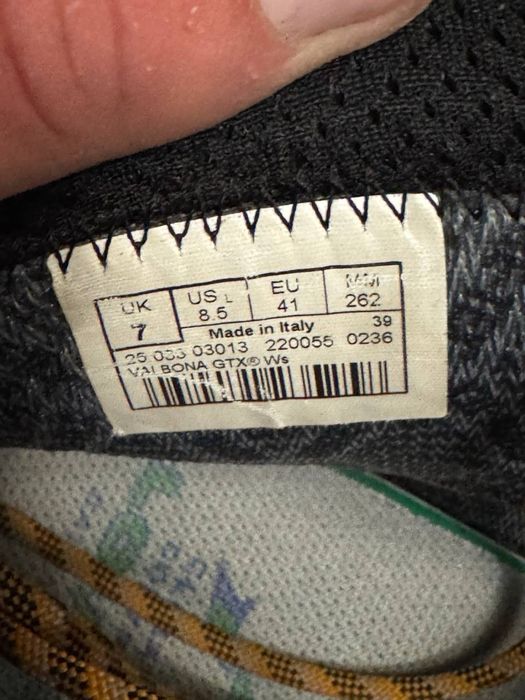 UK US L EU MM
7 8.5 41 262
Made in Italy 39
25 033 03013 220055 0236
VALBONA GTX® Ws